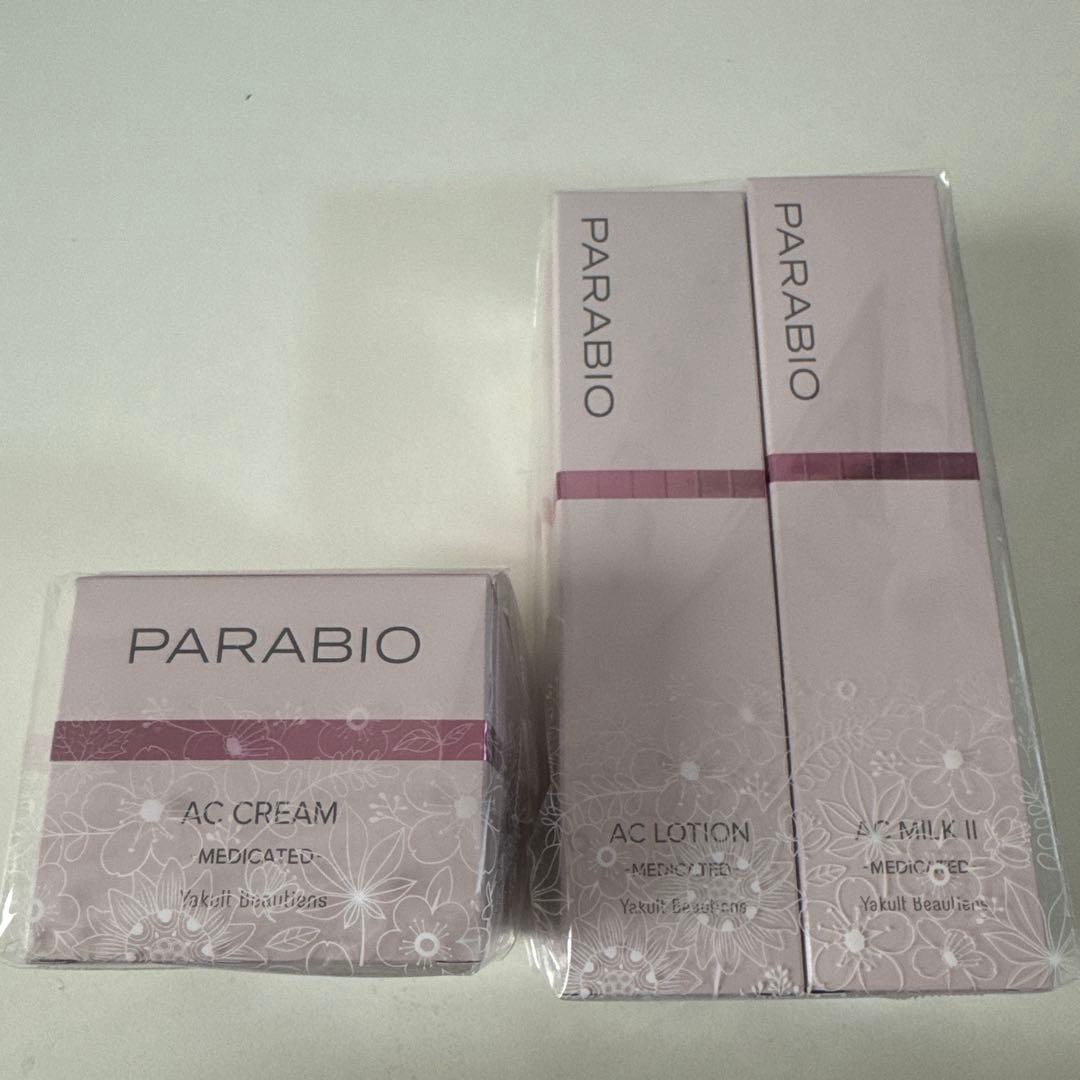 PARABIO
AC CREAM
-MEDICATED-
Yakult Beautiens
PARABIO
AC LOTION
-MEDICATED-
Yakult Beautiens
PARABIO
AC MILK II
-MEDICATED-
Yakult Beautiens